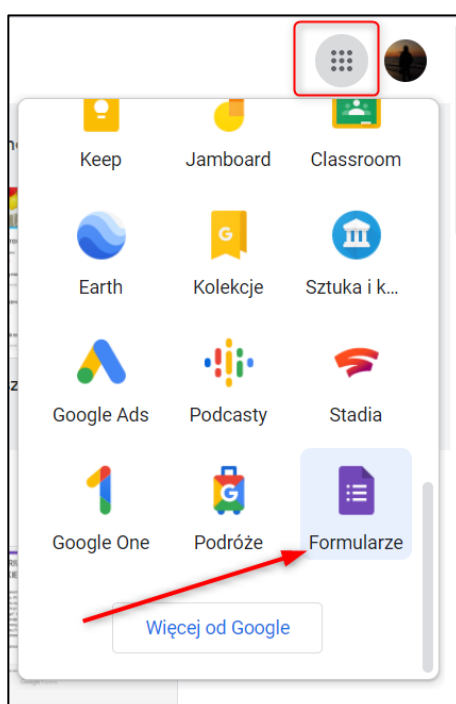 Keep Jamboard Classroom
Earth Kolekcje Sztuka i k...
Google Ads Podcasty Stadia
Google One Podróże Formularze
Więcej od Google